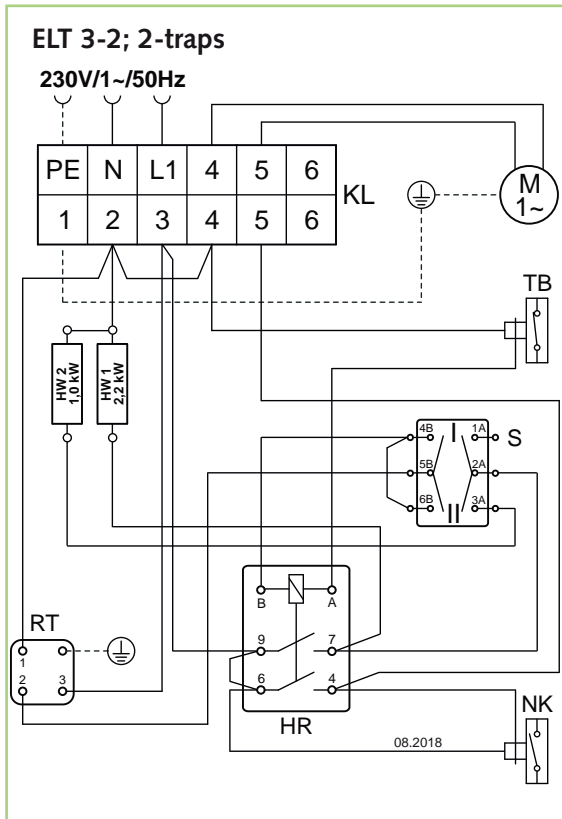 ELT 3-2; 2-traps
230V/1~/50Hz
PE N L1 4 5 6
1 2 3 4 5 6
KL
M
1~
TB
HW 2
1,0 kW
HW 1
2,2 kW
4B I 1A
S
5B 2A
6B II 3A
B A
RT
1
2 3
9 7
6 4
HR
NK
08.2018